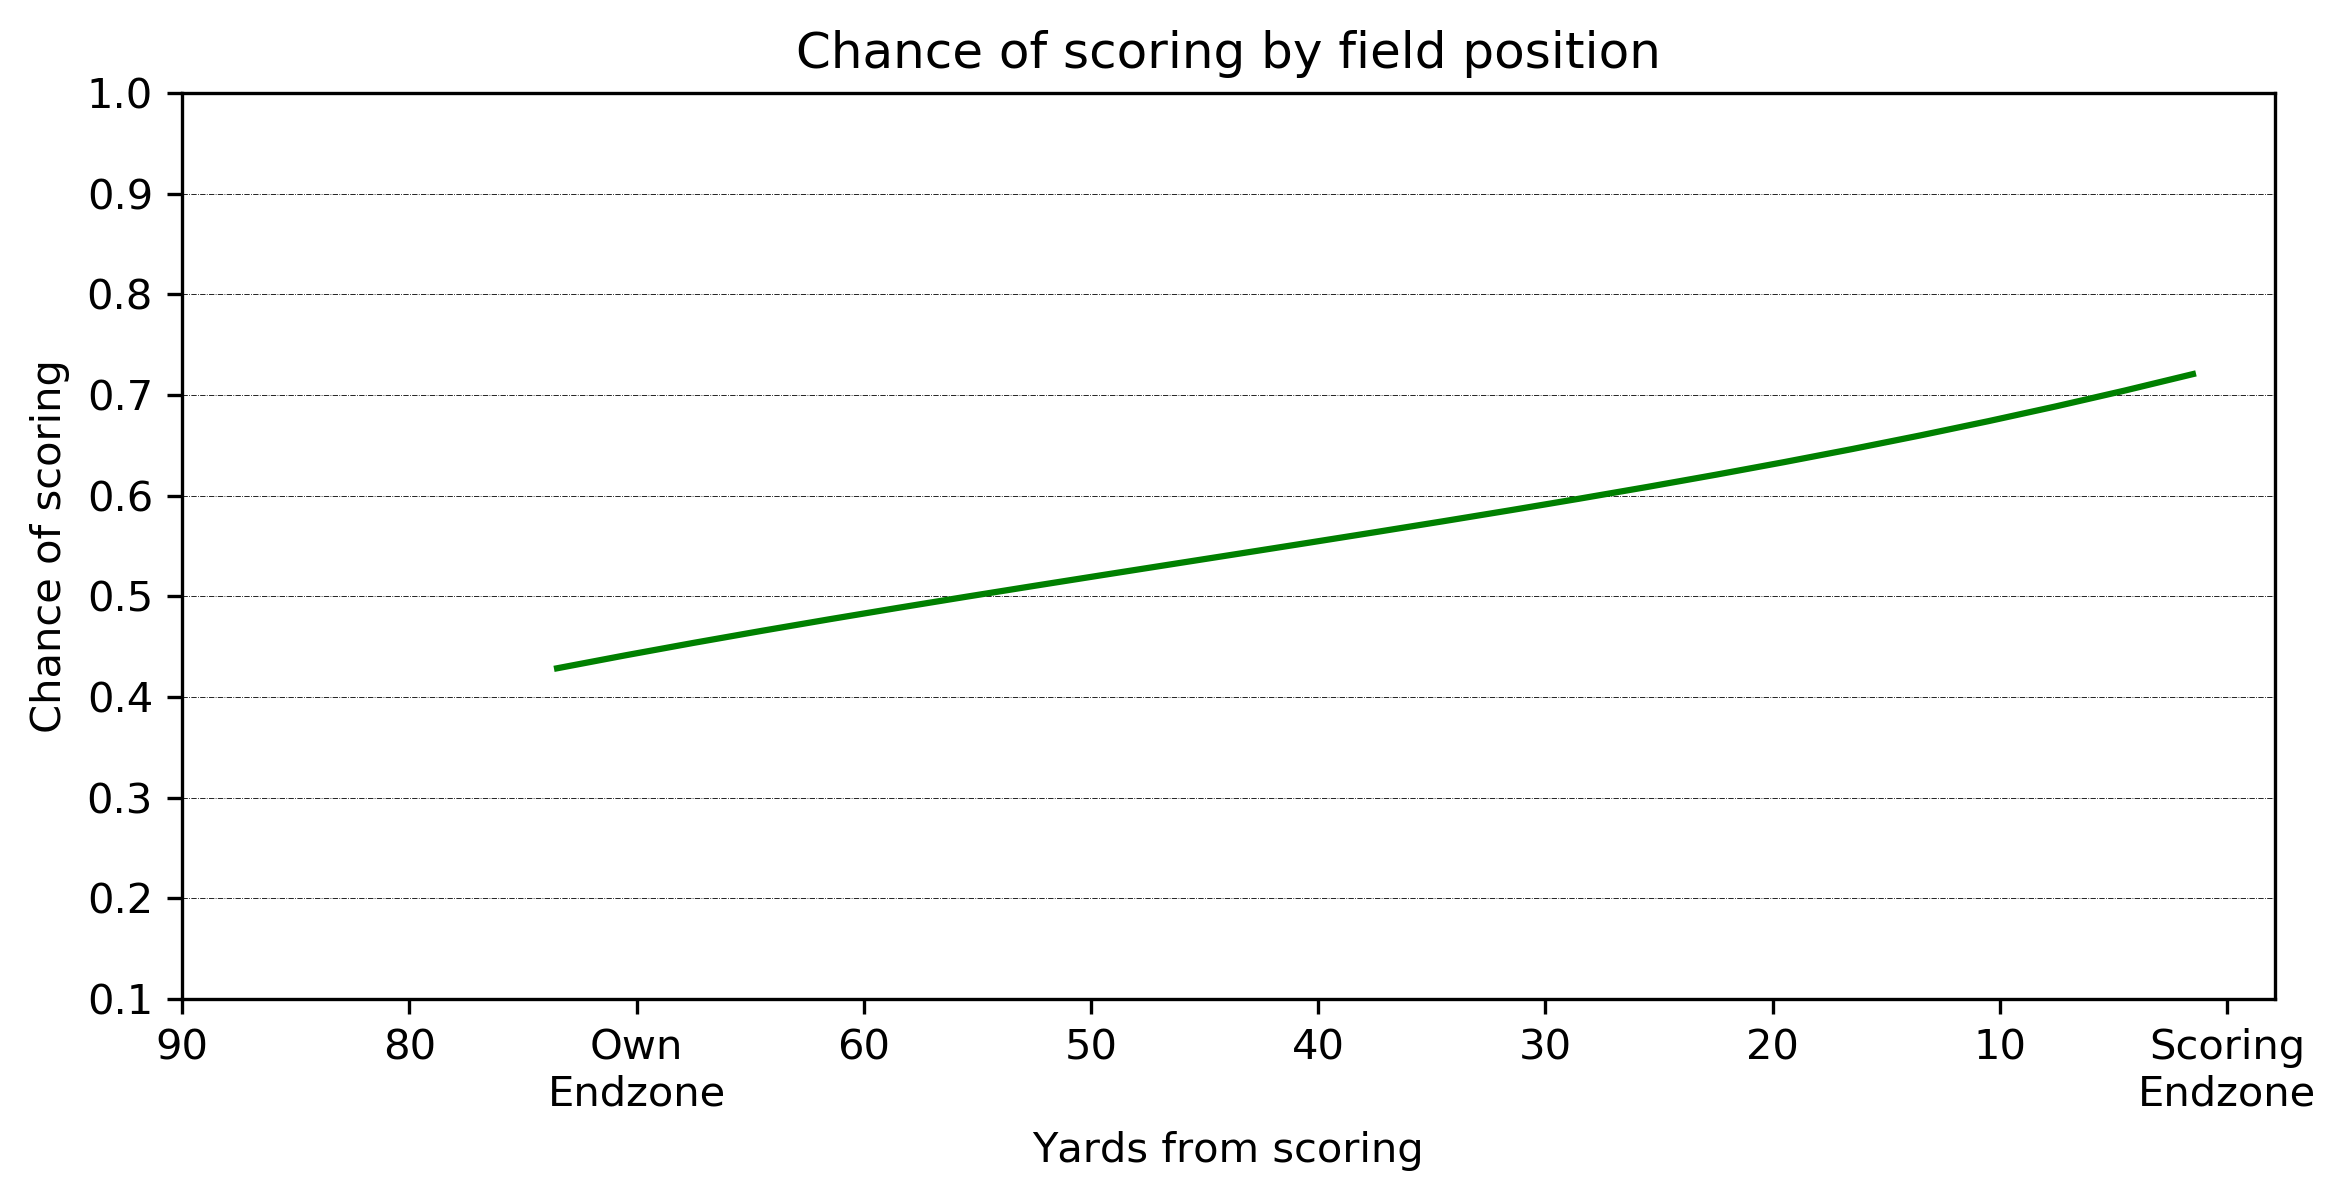 Chance of scoring by field position
1.0
0.9
0.8
0.7
0.6
0.5
0.4
0.3
0.2
0.1
Chance of scoring
90 80 Own 60 50 40 30 20 10 Scoring
Endzone Endzone
Yards from scoring